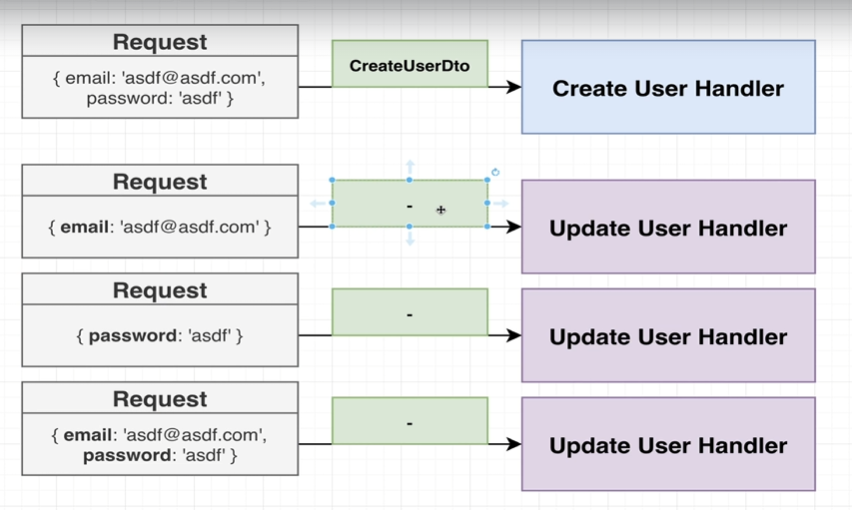 Request
{ email: 'asdf@asdf.com',
password: 'asdf' }
CreateUserDto
Create User Handler
Request
{ email: 'asdf@asdf.com' }
-
Update User Handler
Request
{ password: 'asdf' }
-
Update User Handler
Request
{ email: 'asdf@asdf.com',
password: 'asdf' }
-
Update User Handler